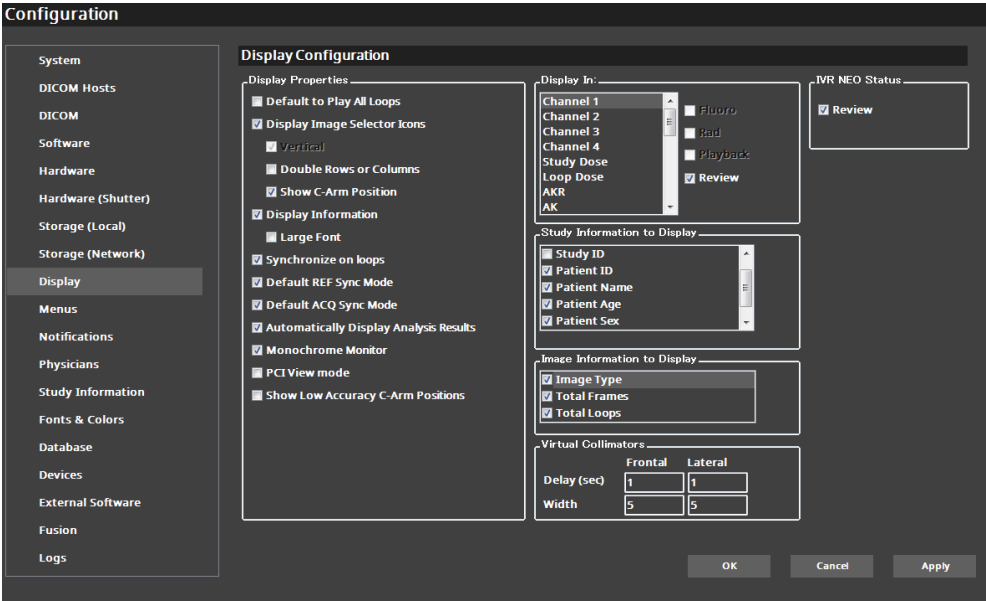 Configuration
System
DICOM Hosts
DICOM
Software
Hardware
Hardware (Shutter)
Storage (Local)
Storage (Network)
Display
Menus
Notifications
Physicians
Study Information
Fonts & Colors
Database
Devices
External Software
Fusion
Logs
Display Configuration
Display Properties
Default to Play All Loops
Display Image Selector Icons
Vertical
Double Rows or Columns
Show C-Arm Position
Display Information
Large Font
Synchronize on loops
Default REF Sync Mode
Default ACQ Sync Mode
Automatically Display Analysis Results
Monochrome Monitor
PCI View mode
Show Low Accuracy C-Arm Positions
Display In:
Channel 1
Channel 2
Channel 3
Channel 4
Study Dose
Loop Dose
AKR
AK
Fluoro
Rad
Playback
Review
Study Information to Display
Study ID
Patient ID
Patient Name
Patient Age
Patient Sex
Image Information to Display
Image Type
Total Frames
Total Loops
Virtual Collimators
Frontal Lateral
Delay (sec) 1 1
Width 5 5
IVR NEO Status
Review
OK Cancel Apply